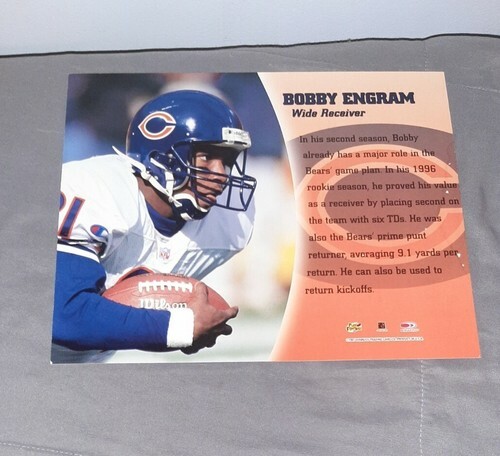 BOBBY ENGRAM
Wide Receiver
In his second season, Bobby
already has a major role in the
Bears' game plan. In his 1996
rookie season, he proved his value
as a receiver by placing second on
the team with six TDs. He was
also the Bears' prime punt
returner, averaging 9.1 yards per
return. He can also be used to
return kickoffs.
81
Wilson